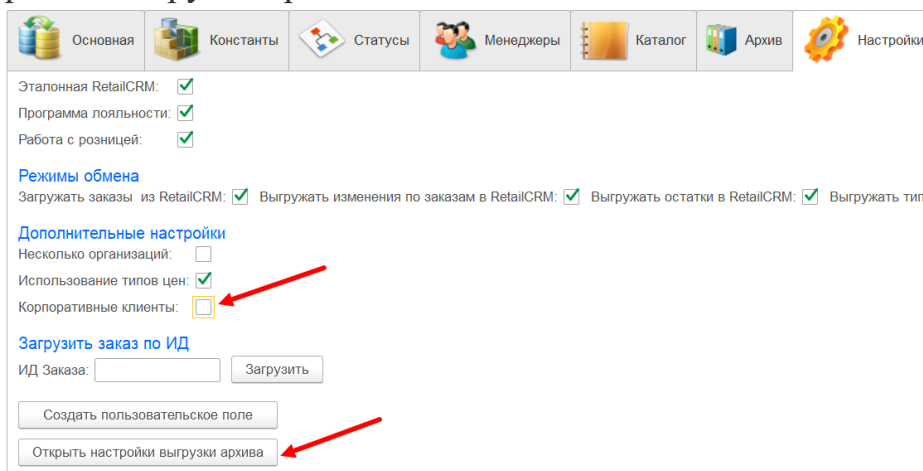 Основная Константы Статусы Менеджеры Каталог Архив Настройки
Эталонная RetailCRM:
Программа лояльности:
Работа с розницей:
Режимы обмена
Загружать заказы из RetailCRM: Выгружать изменения по заказам в RetailCRM: Выгружать остатки в RetailCRM: Выгружать тип
Дополнительные настройки
Несколько организаций:
Использование типов цен:
Корпоративные клиенты:
Загрузить заказ по ИД
ИД Заказа: Загрузить
Создать пользовательское поле
Открыть настройки выгрузки архива